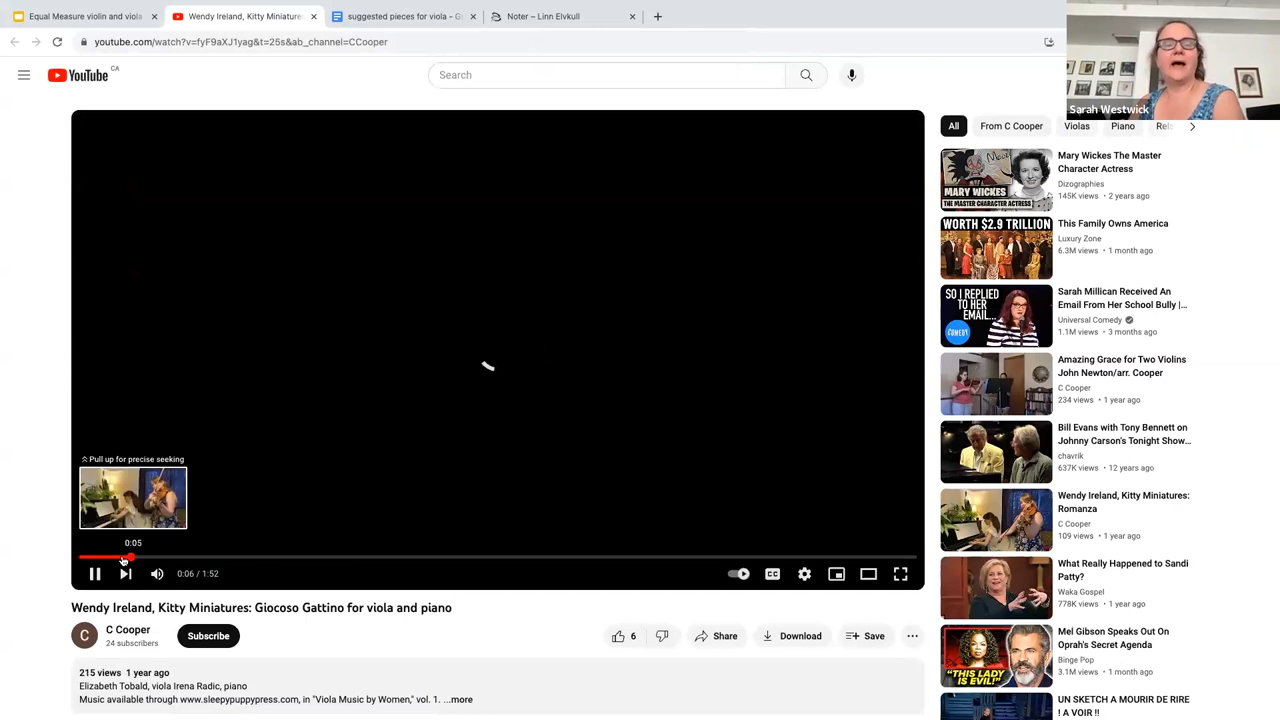 Equal Measure violin and viola
Wendy Ireland, Kitty Miniatures
suggested pieces for viola - G
Noter – Linn Elvkull
youtube.com/watch?v=fyF9aXJ1yag&t=25s&ab_channel=CCooper
YouTube CA
Search
Sarah Westwick
All
From C Cooper
Violas
Piano
Rel
Mary Wickes The Master
Character Actress
Dizographies
145K views • 2 years ago
MARY WICKES
THE MASTER CHARACTER ACTRESS
This Family Owns America
Luxury Zone
6.3M views • 1 month ago
WORTH $2.9 TRILLION
Sarah Millican Received An
Email From Her School Bully |...
Universal Comedy
1.1M views • 3 months ago
SO I REPLIED
TO HER
EMAIL...
COMEDY
Amazing Grace for Two Violins
John Newton/arr. Cooper
C Cooper
234 views • 1 year ago
Bill Evans with Tony Bennett on
Johnny Carson's Tonight Show...
chavrik
637K views • 12 years ago
Wendy Ireland, Kitty Miniatures:
Romanza
C Cooper
109 views • 1 year ago
What Really Happened to Sandi
Patty?
Waka Gospel
778K views • 1 year ago
Mel Gibson Speaks Out On
Oprah's Secret Agenda
Binge Pop
3.1M views • 1 month ago
"THIS LADY
IS EVIL!"
UN SKETCH A MOURIR DE RIRE
! A VOIR !!
Pull up for precise seeking
0:05
0:06 / 1:52
CC
Wendy Ireland, Kitty Miniatures: Giocoso Gattino for viola and piano
C
C Cooper
24 subscribers
Subscribe
6
Share
Download
Save
215 views 1 year ago
Elizabeth Tobald, viola Irena Radic, piano
Music available through www.sleepypu
"Viola Music by Women," vol 1